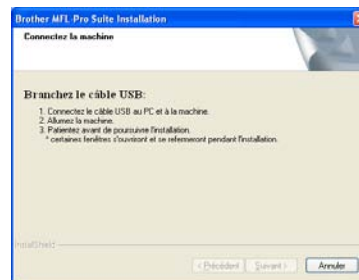 Brother MFL-Pro Suite Installation
Connectez la machine
Branchez le câble USB:
1. Connectez le câble USB au PC et à la machine.
2. Allumez la machine.
3. Patientez avant de poursuivre l'installation.
* certaines fenêtres s'ouvriront et se refermeront pendant l'installation.
InstallShield
< Précédent
Suivant >
Annuler